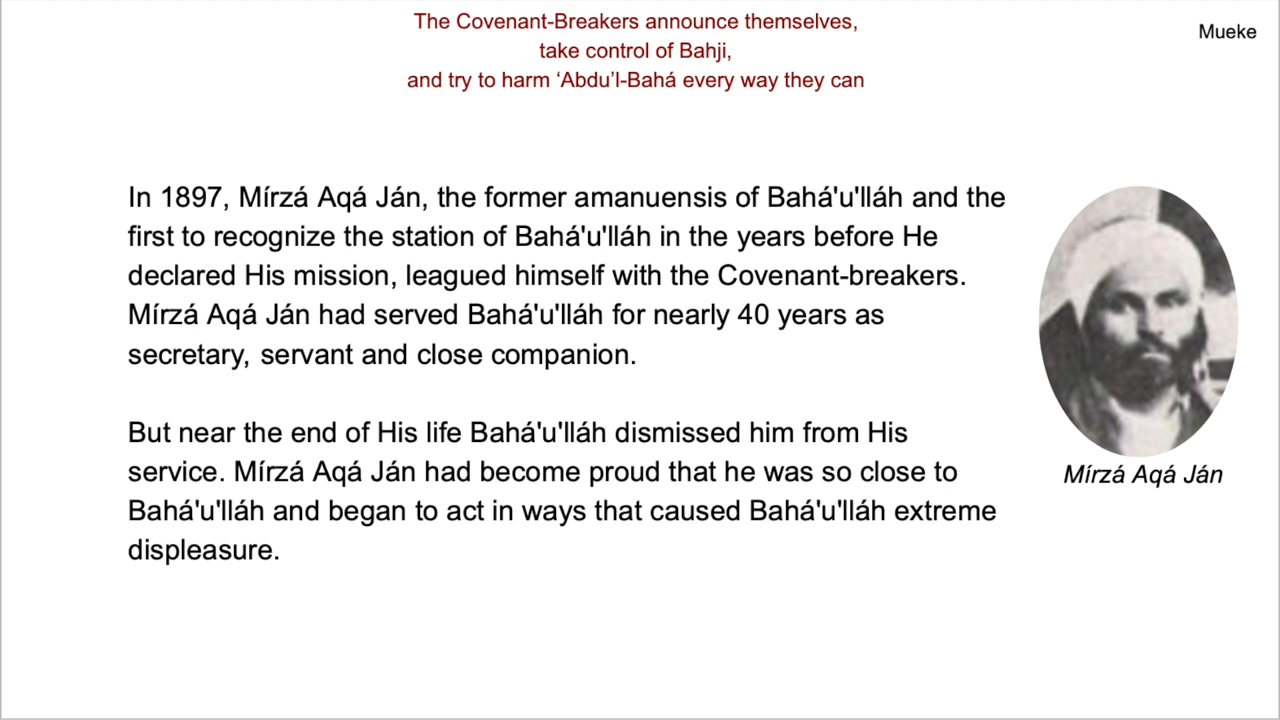 The Covenant-Breakers announce themselves,
take control of Bahji,
and try to harm ‘Abdu’l-Bahá every way they can
Mueke
In 1897, Mírzá Aqá Ján, the former amanuensis of Bahá'u'lláh and the
first to recognize the station of Bahá'u'lláh in the years before He
declared His mission, leagued himself with the Covenant-breakers.
Mírzá Aqá Ján had served Bahá'u'lláh for nearly 40 years as
secretary, servant and close companion.
But near the end of His life Bahá'u'lláh dismissed him from His
service. Mírzá Aqá Ján had become proud that he was so close to
Bahá'u'lláh and began to act in ways that caused Bahá'u'lláh extreme
displeasure.
Mírzá Aqá Ján